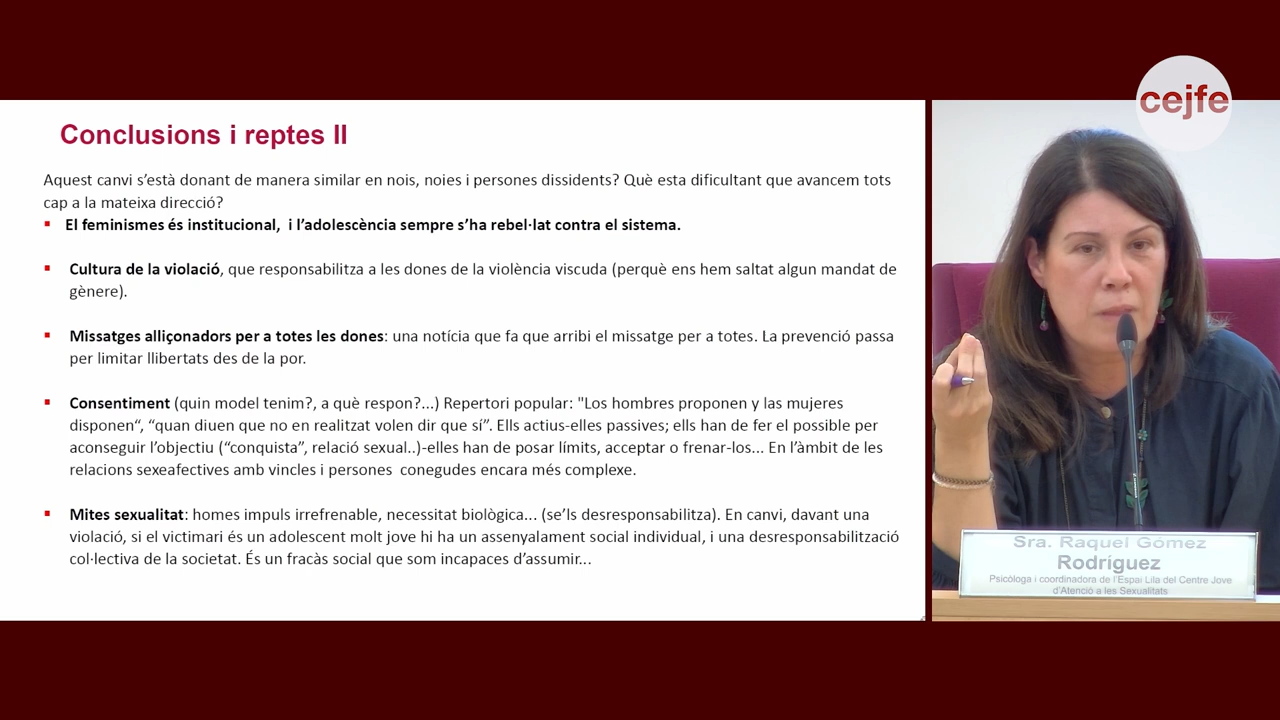 cejfe
Conclusions i reptes II
Aquest canvi s’està donant de manera similar en nois, noies i persones dissidents? Què esta dificultant que avancem tots
cap a la mateixa direcció?
▪ El feminismes és institucional,  i l’adolescència sempre s’ha rebel·lat contra el sistema.
▪ Cultura de la violació, que responsabilitza a les dones de la violència viscuda (perquè ens hem saltat algun mandat de
gènere).
▪ Missatges alliçonadors per a totes les dones: una notícia que fa que arribi el missatge per a totes. La prevenció passa
per limitar llibertats des de la por.
▪ Consentiment (quin model tenim?, a què respon?...) Repertori popular: "Los hombres proponen y las mujeres
disponen“, “quan diuen que no en realitzat volen dir que sí”. Ells actius-elles passives; ells han de fer el possible per
aconseguir l’objectiu (“conquista”, relació sexual..)-elles han de posar límits, acceptar o frenar-los... En l’àmbit de les
relacions sexeafectives amb vincles i persones  conegudes encara més complexe.
▪ Mites sexualitat: homes impuls irrefrenable, necessitat biològica... (se’ls desresponsabilitza). En canvi, davant una
violació, si el victimari és un adolescent molt jove hi ha un assenyalament social individual, i una desresponsabilització
col·lectiva de la societat. És un fracàs social que som incapaces d’assumir...
Sra. Raquel Gómez
Rodríguez
Psicòloga i coordinadora de l’Espai Lila del Centre Jove
d’Atenció a les Sexualitats